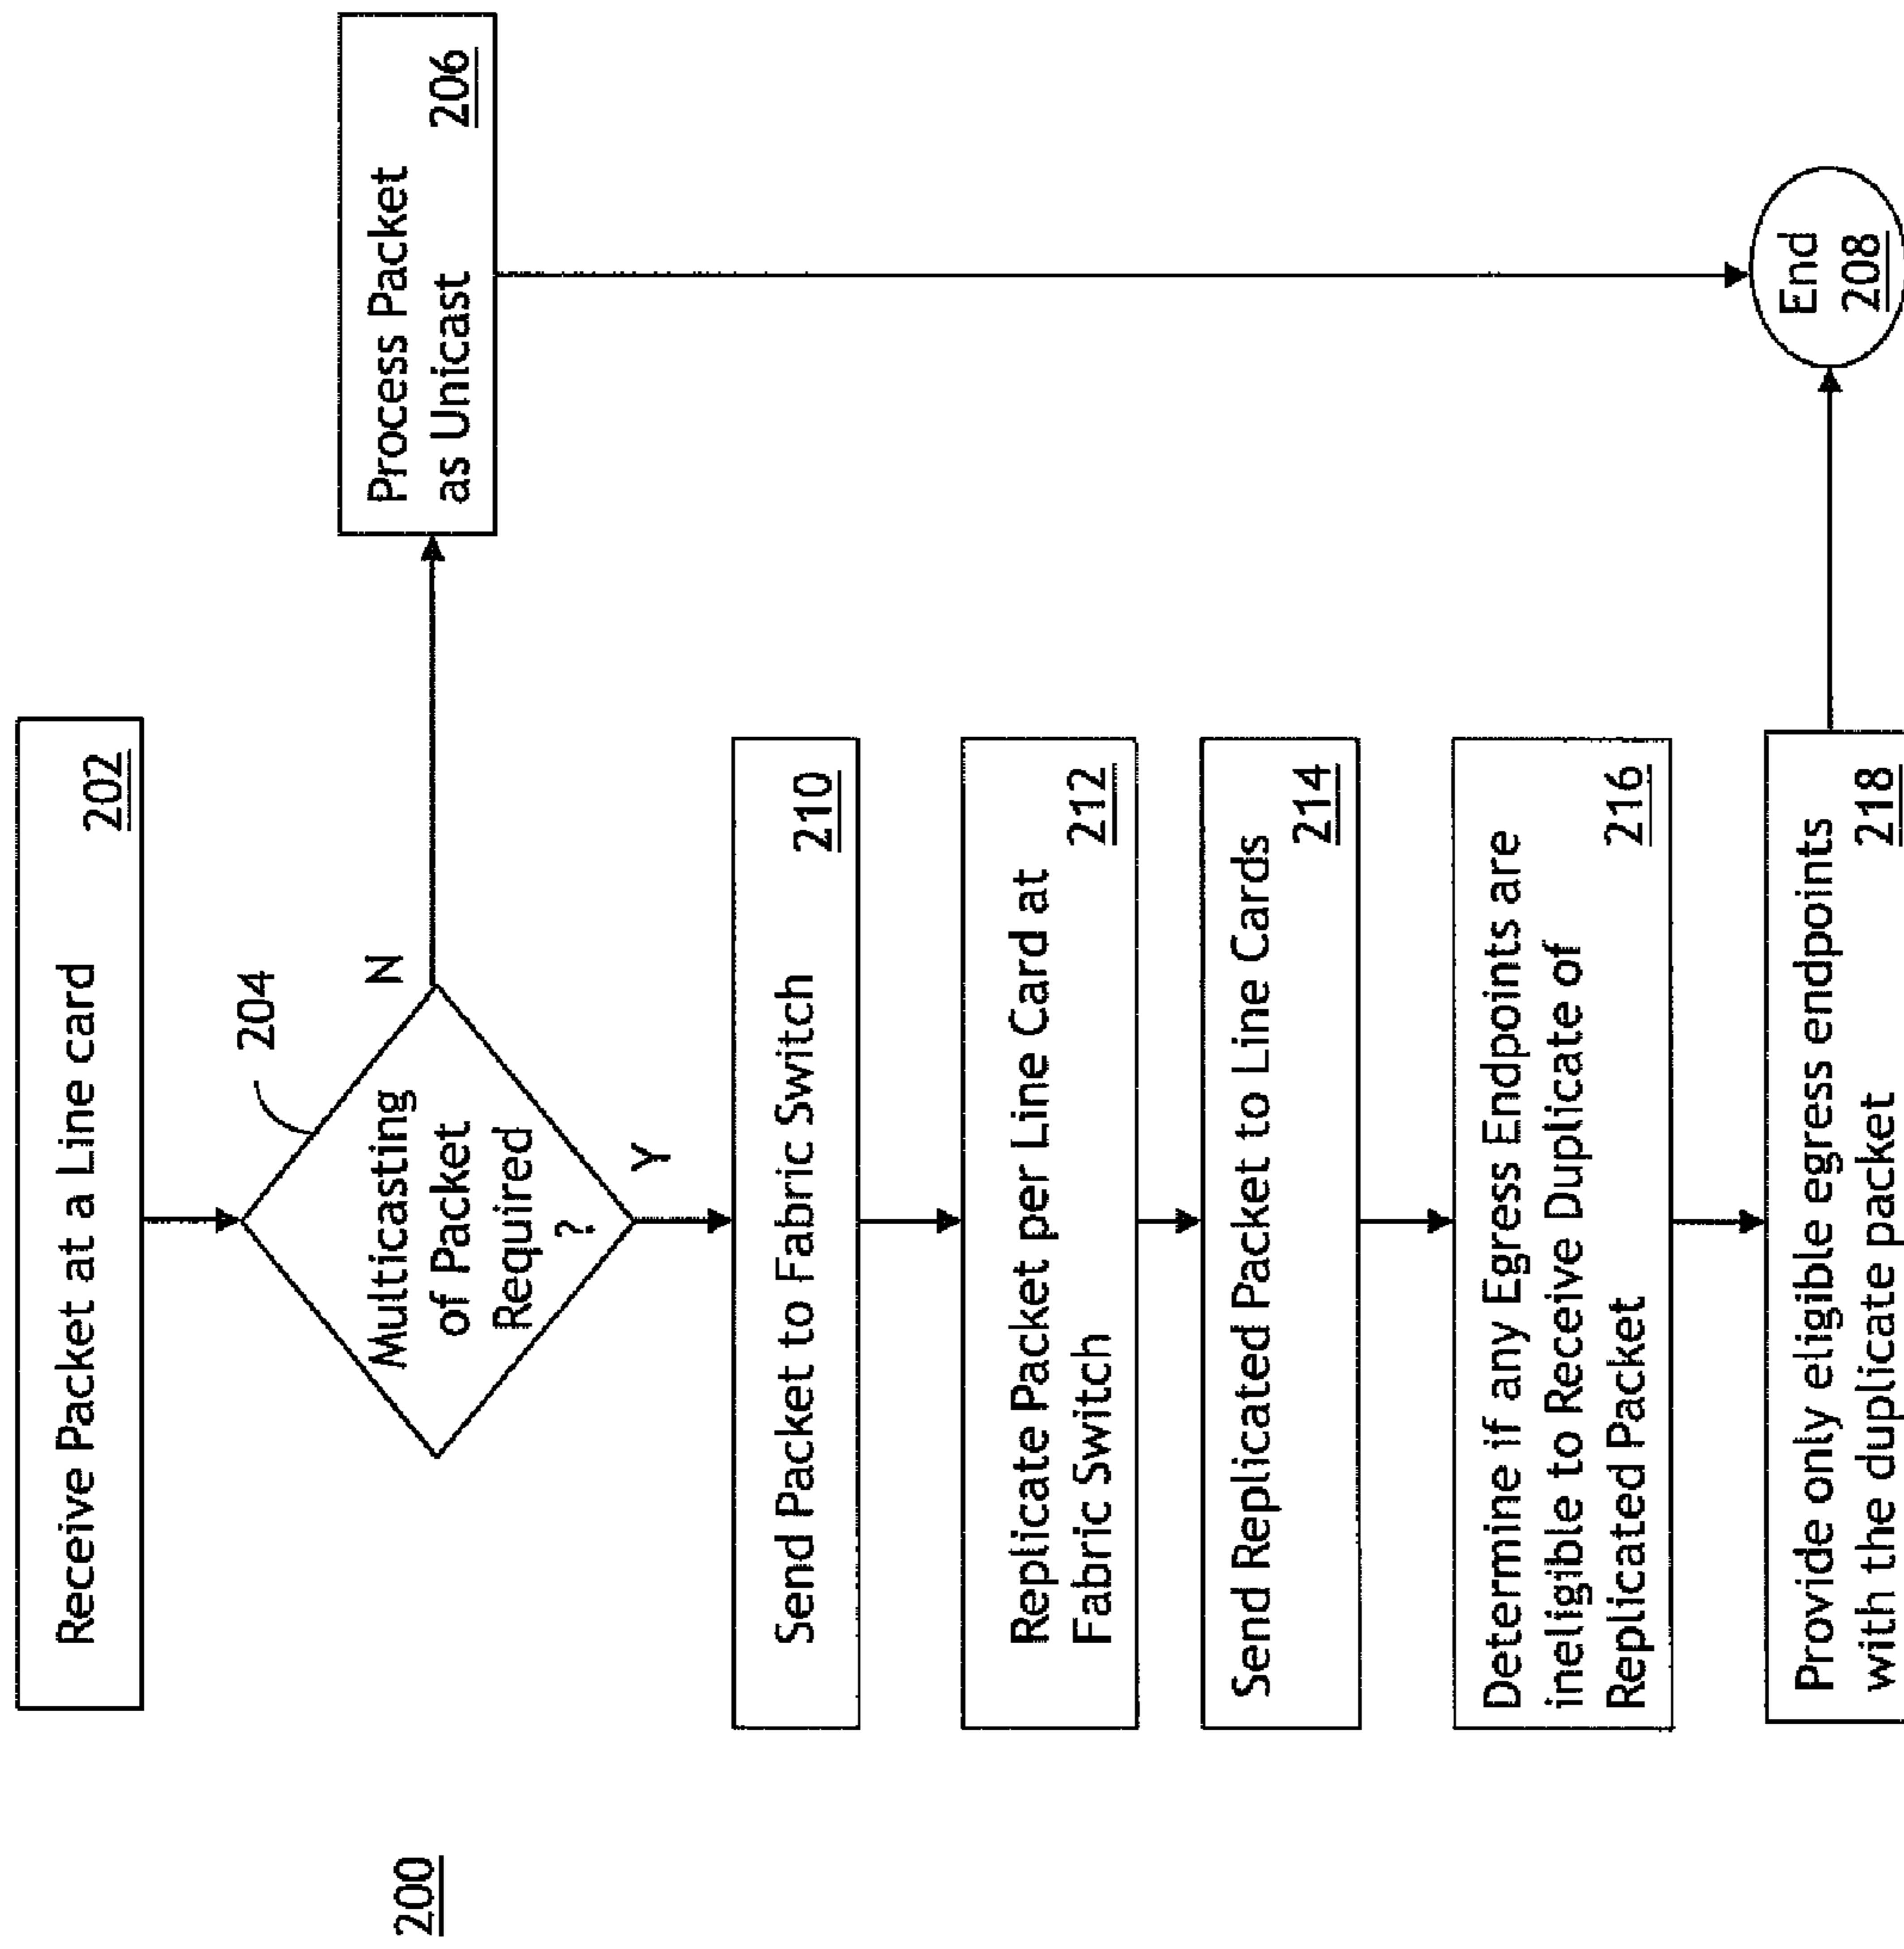 200
Receive Packet at a Line card
202
204
Multicasting
of Packet
Required
?
N
Y
Process Packet
as Unicast
206
Send Packet to Fabric Switch
210
Replicate Packet per Line Card at
Fabric Switch
212
Send Replicated Packet to Line Cards
214
Determine if any Egress Endpoints are
ineligible to Receive Duplicate of
Replicated Packet
216
Provide only eligible egress endpoints
with the duplicate packet
218
End
208